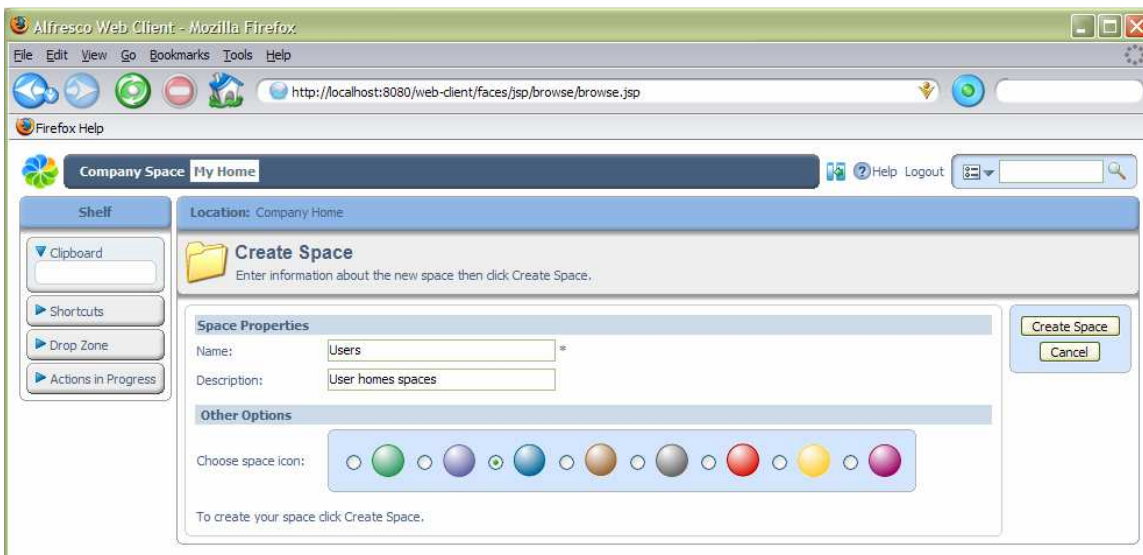 Alfresco Web Client - Mozilla Firefox
File Edit View Go Bookmarks Tools Help
http://localhost:8080/web-client/faces/jsp/browse/browse.jsp
Firefox Help
Company Space My Home
Help Logout
Shelf
Location: Company Home
Clipboard
Create Space
Enter information about the new space then click Create Space.
Shortcuts
Drop Zone
Actions in Progress
Space Properties
Name: Users *
Description: User homes spaces
Create Space
Cancel
Other Options
Choose space icon:
To create your space click Create Space.